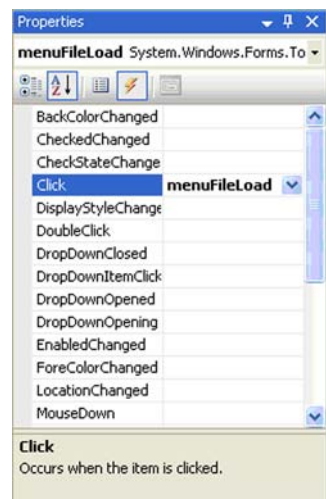 Properties
menuFileLoad System.Windows.Forms.To
BackColorChanged
CheckedChanged
CheckStateChange
Click menuFileLoad
DisplayStyleChange
DoubleClick
DropDownClosed
DropDownItemClick
DropDownOpened
DropDownOpening
EnabledChanged
ForeColorChanged
LocationChanged
MouseDown
Click
Occurs when the item is clicked.